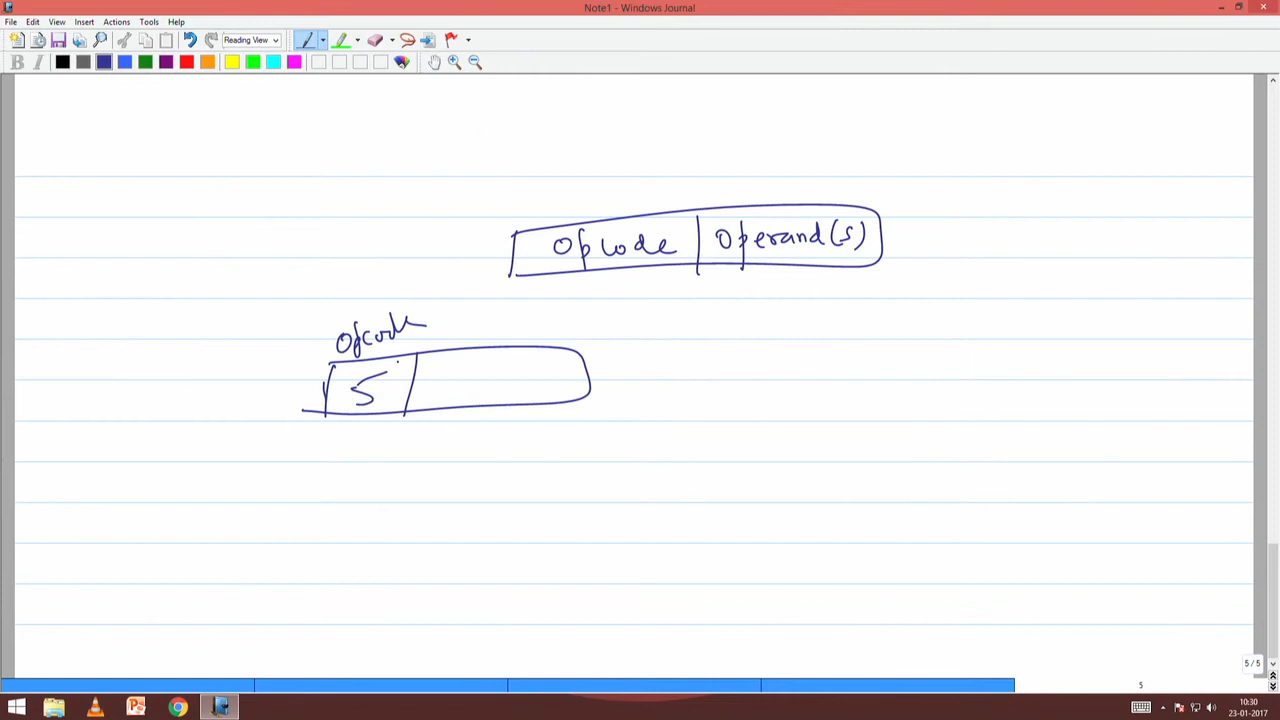 Note1 - Windows Journal
File Edit View Insert Actions Tools Help
Reading View
B I
Opcode Operand(s)
Opcode
5
5 / 5
5
10:30
23-01-2017